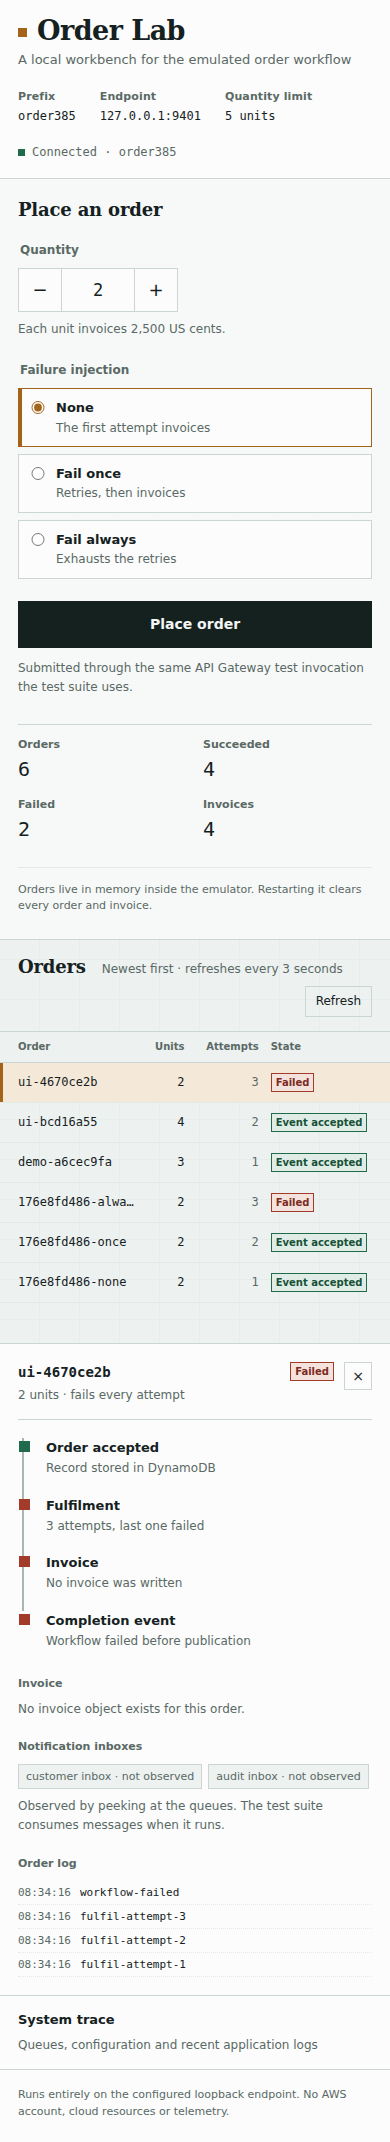 Order Lab
A local workbench for the emulated order workflow
Prefix Endpoint Quantity limit
order385 127.0.0.1:9401 5 units
Connected · order385
Place an order
Quantity
− 2 +
Each unit invoices 2,500 US cents.
Failure injection
None
The first attempt invoices
Fail once
Retries, then invoices
Fail always
Exhausts the retries
Place order
Submitted through the same API Gateway test invocation
the test suite uses.
Orders Succeeded
6 4
Failed Invoices
2 4
Orders live in memory inside the emulator. Restarting it clears
every order and invoice.
Orders Newest first · refreshes every 3 seconds
Refresh
Order Units Attempts State
ui-4670ce2b 2 3 Failed
ui-bcd16a55 4 2 Event accepted
demo-a6cec9fa 3 1 Event accepted
176e8fd486-alwa… 2 3 Failed
176e8fd486-once 2 2 Event accepted
176e8fd486-none 2 1 Event accepted
ui-4670ce2b Failed ×
2 units · fails every attempt
Order accepted
Record stored in DynamoDB
Fulfilment
3 attempts, last one failed
Invoice
No invoice was written
Completion event
Workflow failed before publication
Invoice
No invoice object exists for this order.
Notification inboxes
customer inbox · not observed audit inbox · not observed
Observed by peeking at the queues. The test suite
consumes messages when it runs.
Order log
08:34:16 workflow-failed
08:34:16 fulfil-attempt-3
08:34:16 fulfil-attempt-2
08:34:16 fulfil-attempt-1
System trace
Queues, configuration and recent application logs
Runs entirely on the configured loopback endpoint. No AWS
account, cloud resources or telemetry.